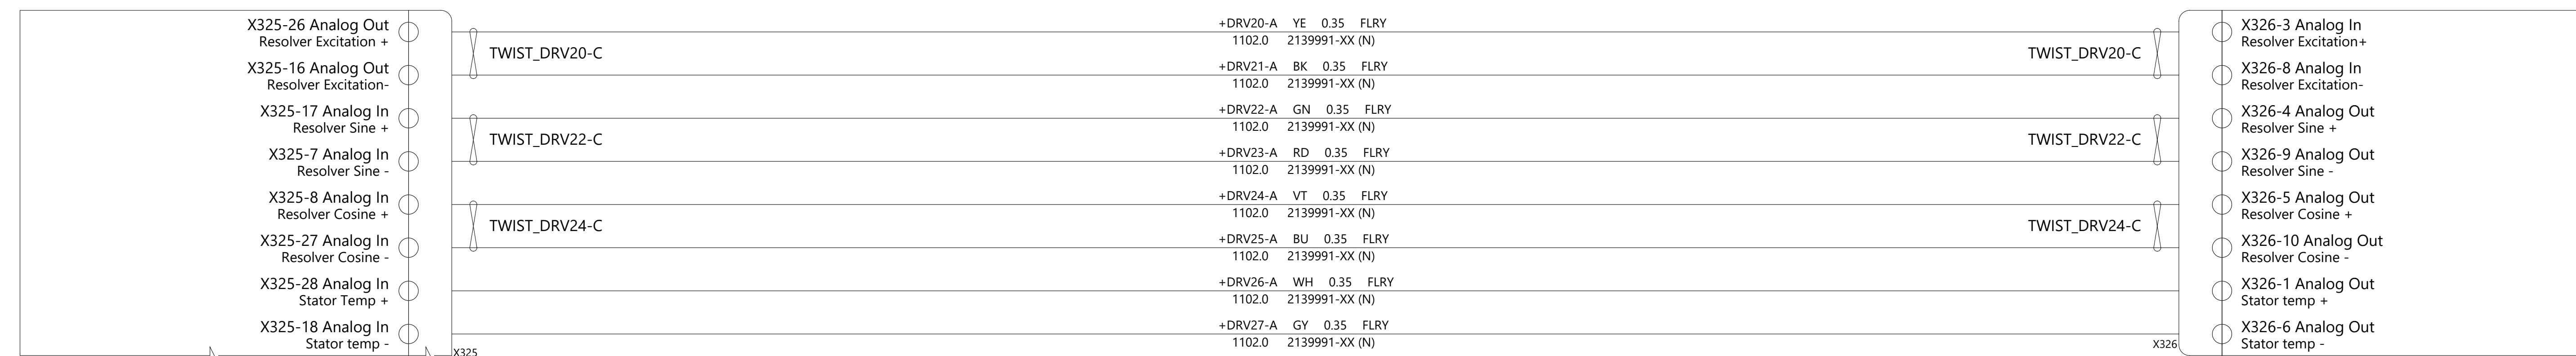 X325-26 Analog Out
Resolver Excitation +
+DRV20-A YE 0.35 FLRY
1102.0 2139991-XX (N)
X326-3 Analog In
Resolver Excitation+
TWIST_DRV20-C
TWIST_DRV20-C
X325-16 Analog Out
Resolver Excitation-
+DRV21-A BK 0.35 FLRY
1102.0 2139991-XX (N)
X326-8 Analog In
Resolver Excitation-
X325-17 Analog In
Resolver Sine +
+DRV22-A GN 0.35 FLRY
1102.0 2139991-XX (N)
X326-4 Analog Out
Resolver Sine +
TWIST_DRV22-C
TWIST_DRV22-C
X325-7 Analog In
Resolver Sine -
+DRV23-A RD 0.35 FLRY
1102.0 2139991-XX (N)
X326-9 Analog Out
Resolver Sine -
X325-8 Analog In
Resolver Cosine +
+DRV24-A VT 0.35 FLRY
1102.0 2139991-XX (N)
X326-5 Analog Out
Resolver Cosine +
TWIST_DRV24-C
TWIST_DRV24-C
X325-27 Analog In
Resolver Cosine -
+DRV25-A BU 0.35 FLRY
1102.0 2139991-XX (N)
X326-10 Analog Out
Resolver Cosine -
X325-28 Analog In
Stator Temp +
+DRV26-A WH 0.35 FLRY
1102.0 2139991-XX (N)
X326-1 Analog Out
Stator temp +
X325-18 Analog In
Stator temp -
+DRV27-A GY 0.35 FLRY
1102.0 2139991-XX (N)
X326-6 Analog Out
Stator temp -
X325
X326